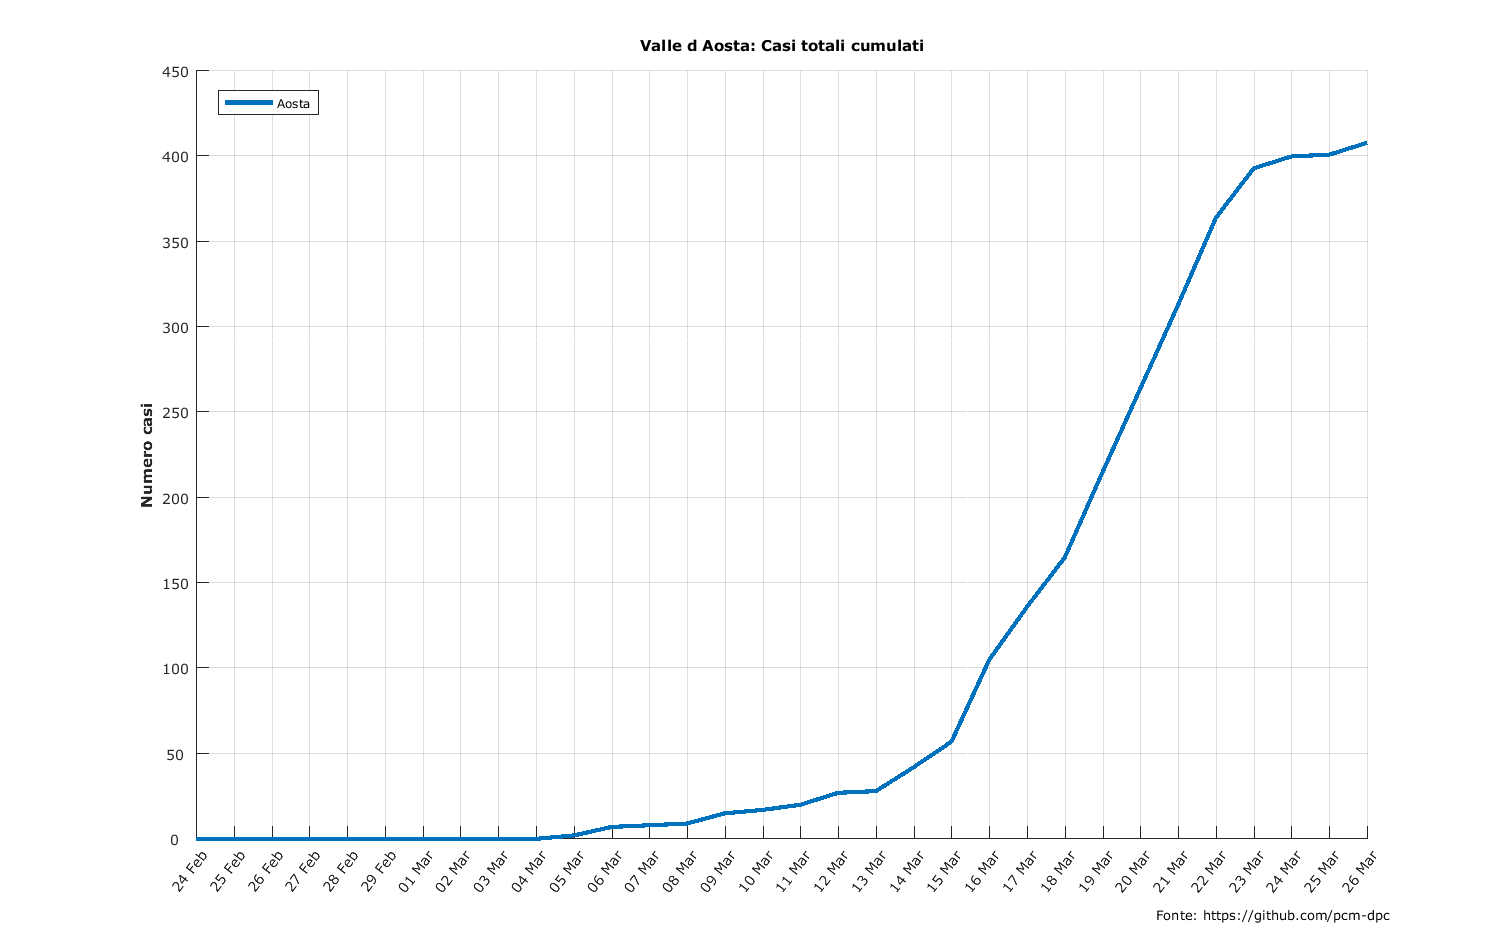 Valle d Aosta: Casi totali cumulati
Aosta
Numero casi
450
400
350
300
250
200
150
100
50
0
24 Feb
25 Feb
26 Feb
27 Feb
28 Feb
29 Feb
01 Mar
02 Mar
03 Mar
04 Mar
05 Mar
06 Mar
07 Mar
08 Mar
09 Mar
10 Mar
11 Mar
12 Mar
13 Mar
14 Mar
15 Mar
16 Mar
17 Mar
18 Mar
19 Mar
20 Mar
21 Mar
22 Mar
23 Mar
24 Mar
25 Mar
26 Mar
Fonte: https://github.com/pcm-dpc